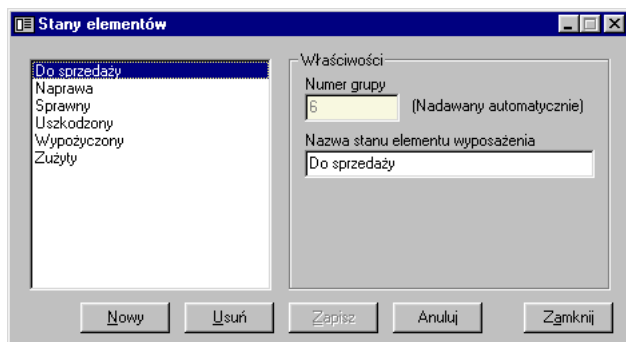 Stany elementów
Do sprzedaży
Naprawa
Sprawny
Uszkodzony
Wypożyczony
Zużyty
Właściwości
Numer grupy
6 (Nadawany automatycznie)
Nazwa stanu elementu wyposażenia
Do sprzedaży
Nowy Usuń Zapisz Anuluj Zamknij